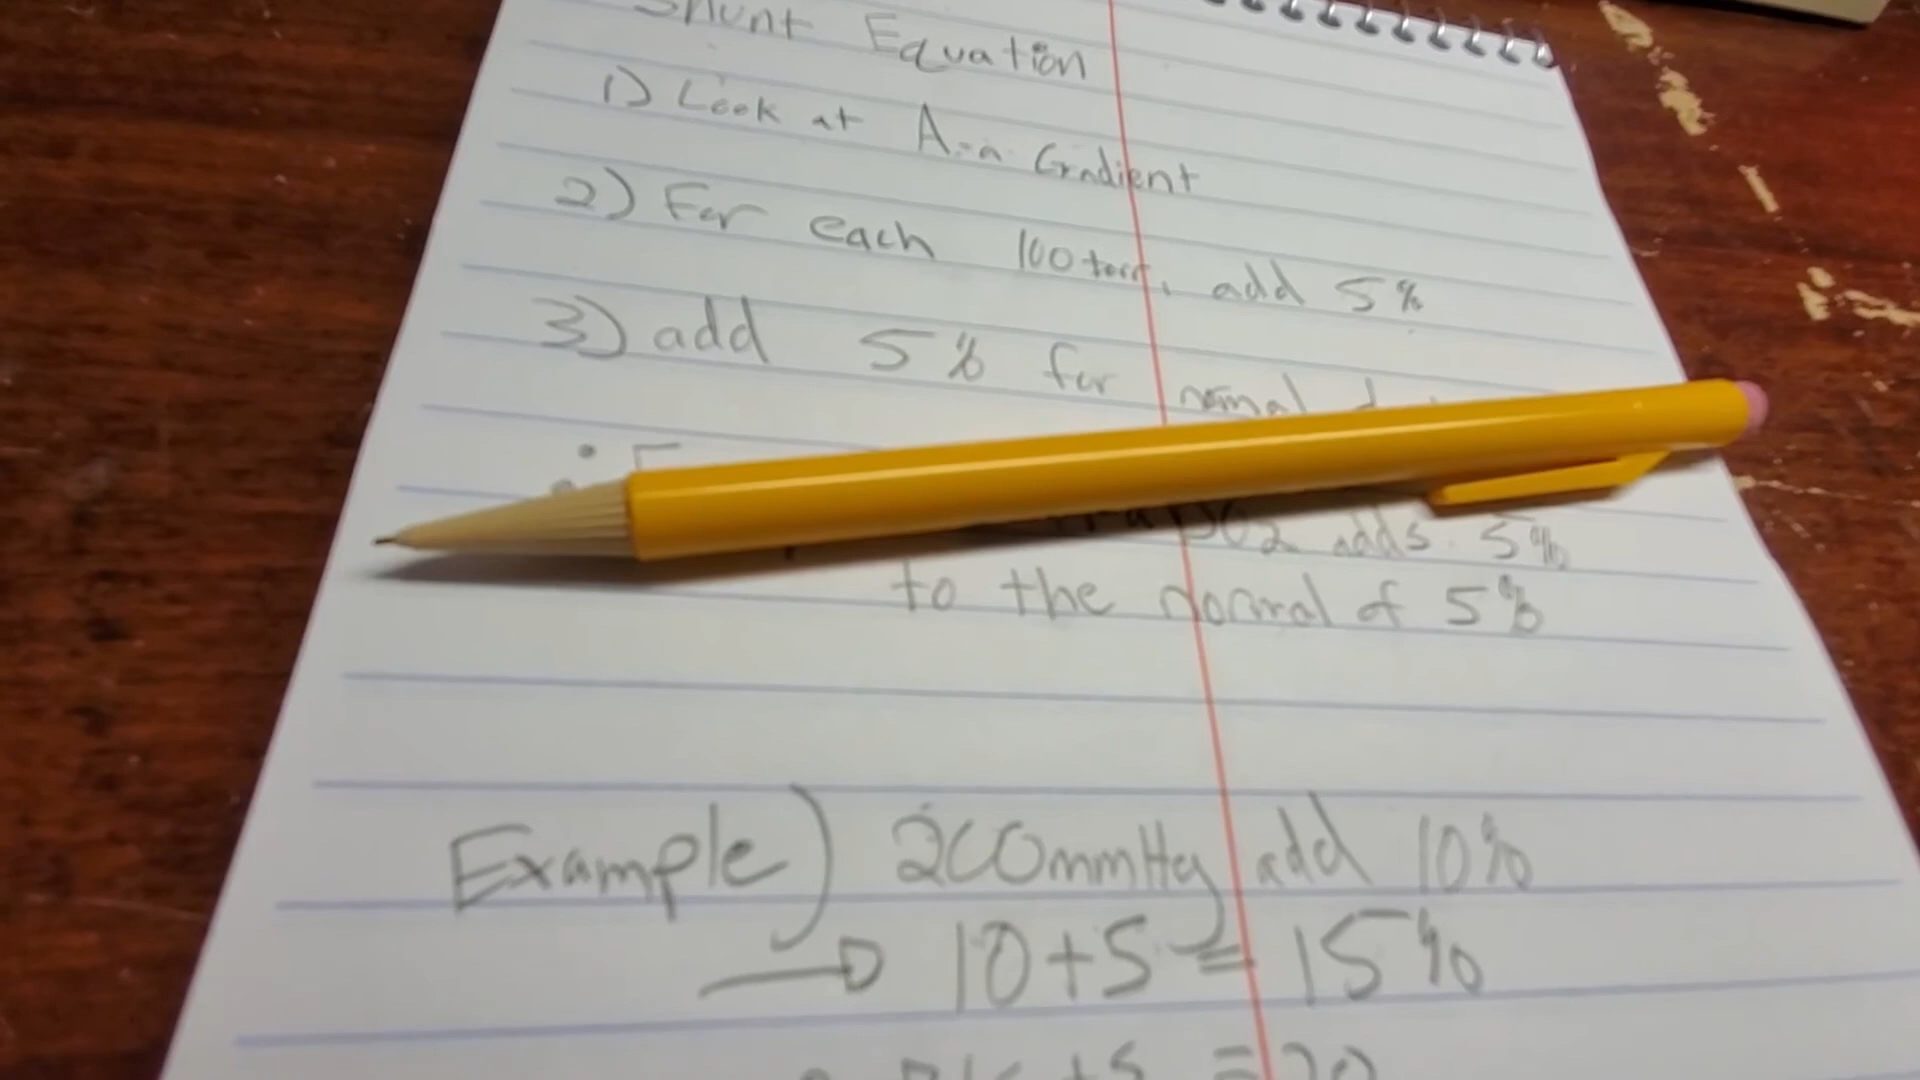 Shunt Equation
1) Look at A-a Gradient
2) For each 100 torr, add 5%
3) add 5% for normal
adds 5%
to the normal of 5%
Example) 200mmHg add 10%
10+5=15%